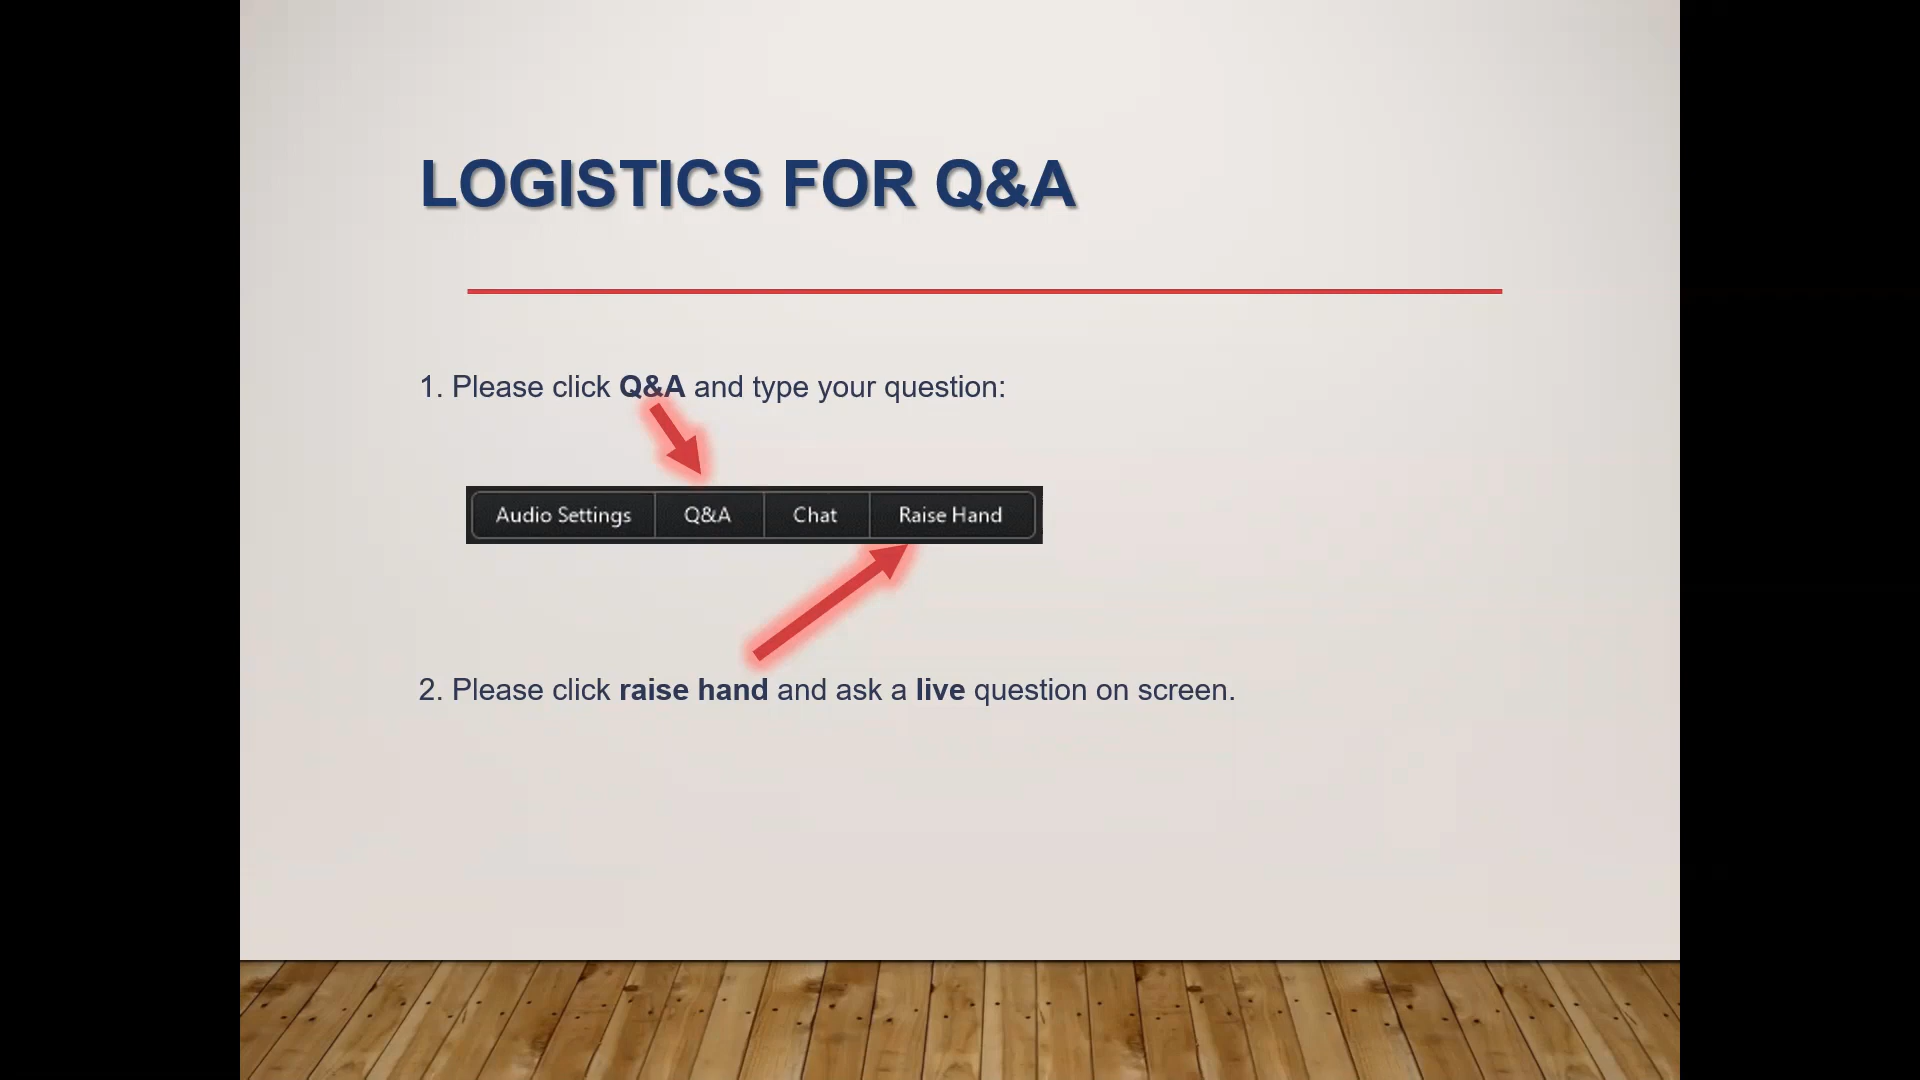 LOGISTICS FOR Q&A
1. Please click Q&A and type your question:
Audio Settings Q&A Chat Raise Hand
2. Please click raise hand and ask a live question on screen.